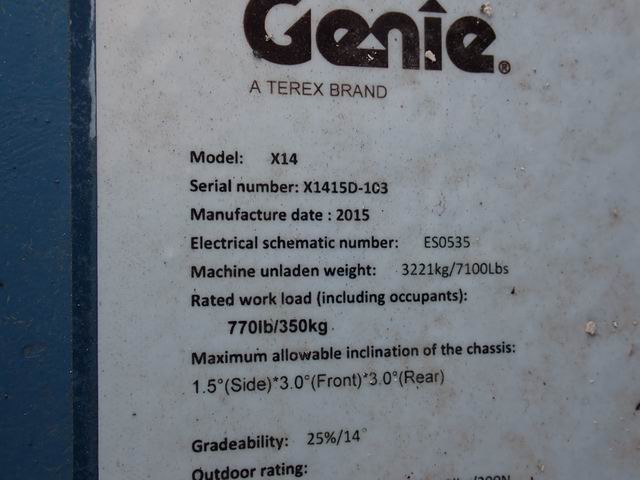 Genie®
A TEREX BRAND
Model: X14
Serial number: X1415D-103
Manufacture date : 2015
Electrical schematic number: ES0535
Machine unladen weight: 3221kg/7100Lbs
Rated work load (including occupants):
770lb/350kg
Maximum allowable inclination of the chassis:
1.5°(Side)*3.0°(Front)*3.0°(Rear)
Gradeability: 25%/14°
Outdoor rating: